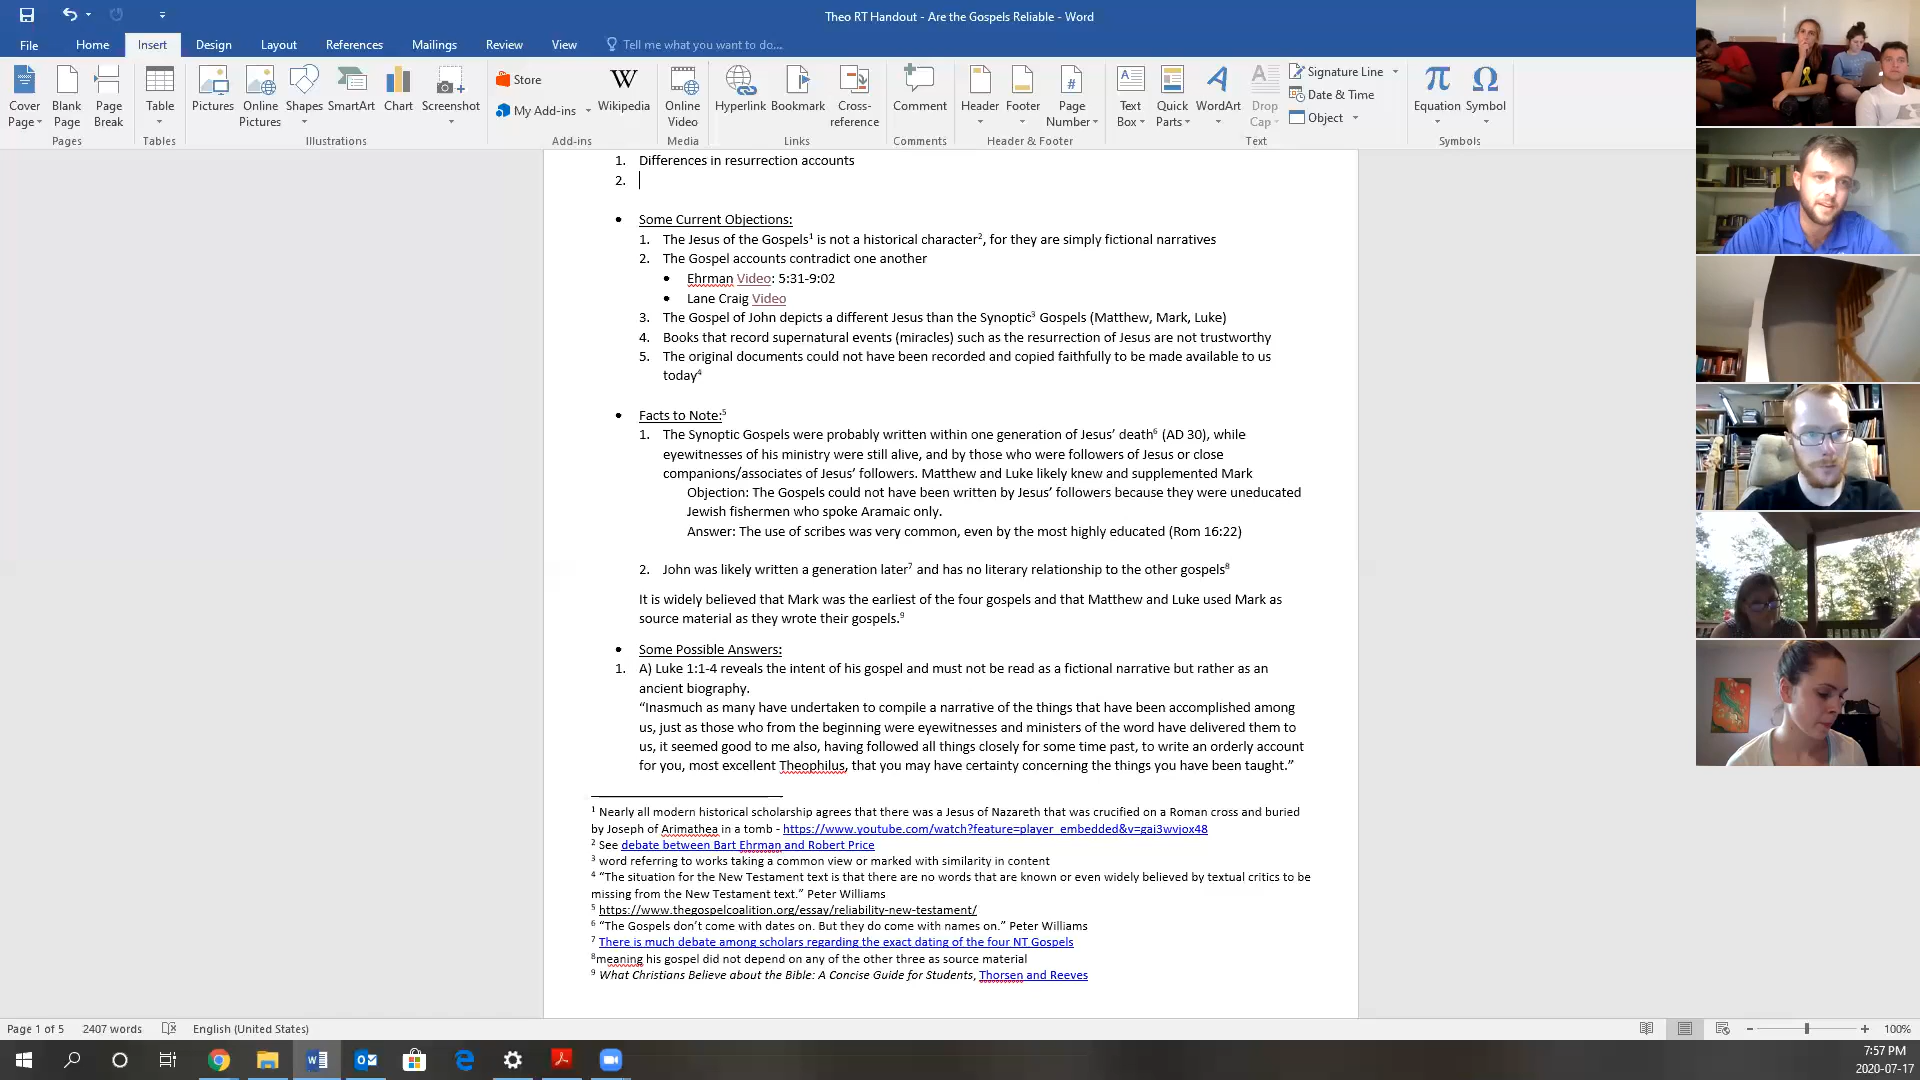 Theo RT Handout - Are the Gospels Reliable - Word
File Home Insert Design Layout References Mailings Review View Tell me what you want to do...
Cover Page
Blank Page
Page Break
Table
Pictures
Online Pictures
Shapes
SmartArt
Chart
Screenshot
Store
My Add-ins
Wikipedia
Online Video
Hyperlink
Bookmark
Cross-reference
Comment
Header
Footer
Page Number
Text Box
Quick Parts
WordArt
Drop Cap
Signature Line
Date & Time
Object
Equation
Symbol
Pages Tables Illustrations Add-ins Media Links Comments Header & Footer Text Symbols
1. Differences in resurrection accounts
2.
• Some Current Objections:
1. The Jesus of the Gospels¹ is not a historical character², for they are simply fictional narratives
2. The Gospel accounts contradict one another
• Ehrman Video: 5:31-9:02
• Lane Craig Video
3. The Gospel of John depicts a different Jesus than the Synoptic³ Gospels (Matthew, Mark, Luke)
4. Books that record supernatural events (miracles) such as the resurrection of Jesus are not trustworthy
5. The original documents could not have been recorded and copied faithfully to be made available to us
today⁴
• Facts to Note:⁵
1. The Synoptic Gospels were probably written within one generation of Jesus’ death⁶ (AD 30), while
eyewitnesses of his ministry were still alive, and by those who were followers of Jesus or close
companions/associates of Jesus’ followers. Matthew and Luke likely knew and supplemented Mark
Objection: The Gospels could not have been written by Jesus’ followers because they were uneducated
Jewish fishermen who spoke Aramaic only.
Answer: The use of scribes was very common, even by the most highly educated (Rom 16:22)
2. John was likely written a generation later⁷ and has no literary relationship to the other gospels⁸
It is widely believed that Mark was the earliest of the four gospels and that Matthew and Luke used Mark as
source material as they wrote their gospels.⁹
• Some Possible Answers:
1. A) Luke 1:1-4 reveals the intent of his gospel and must not be read as a fictional narrative but rather as an
ancient biography.
“Inasmuch as many have undertaken to compile a narrative of the things that have been accomplished among
us, just as those who from the beginning were eyewitnesses and ministers of the word have delivered them to
us, it seemed good to me also, having followed all things closely for some time past, to write an orderly account
for you, most excellent Theophilus, that you may have certainty concerning the things you have been taught.”
¹ Nearly all modern historical scholarship agrees that there was a Jesus of Nazareth that was crucified on a Roman cross and buried
by Joseph of Arimathea in a tomb - https://www.youtube.com/watch?feature=player_embedded&v=gai3wvjox48
² See debate between Bart Ehrman and Robert Price
³ word referring to works taking a common view or marked with similarity in content
⁴ “The situation for the New Testament text is that there are no words that are known or even widely believed by textual critics to be
missing from the New Testament text.” Peter Williams
⁵ https://www.thegospelcoalition.org/essay/reliability-new-testament/
⁶ “The Gospels don’t come with dates on. But they do come with names on.” Peter Williams
⁷ There is much debate among scholars regarding the exact dating of the four NT Gospels
⁸meaning his gospel did not depend on any of the other three as source material
⁹ What Christians Believe about the Bible: A Concise Guide for Students, Thorsen and Reeves
Page 1 of 5 2407 words English (United States) 100%
7:57 PM
2020-07-17